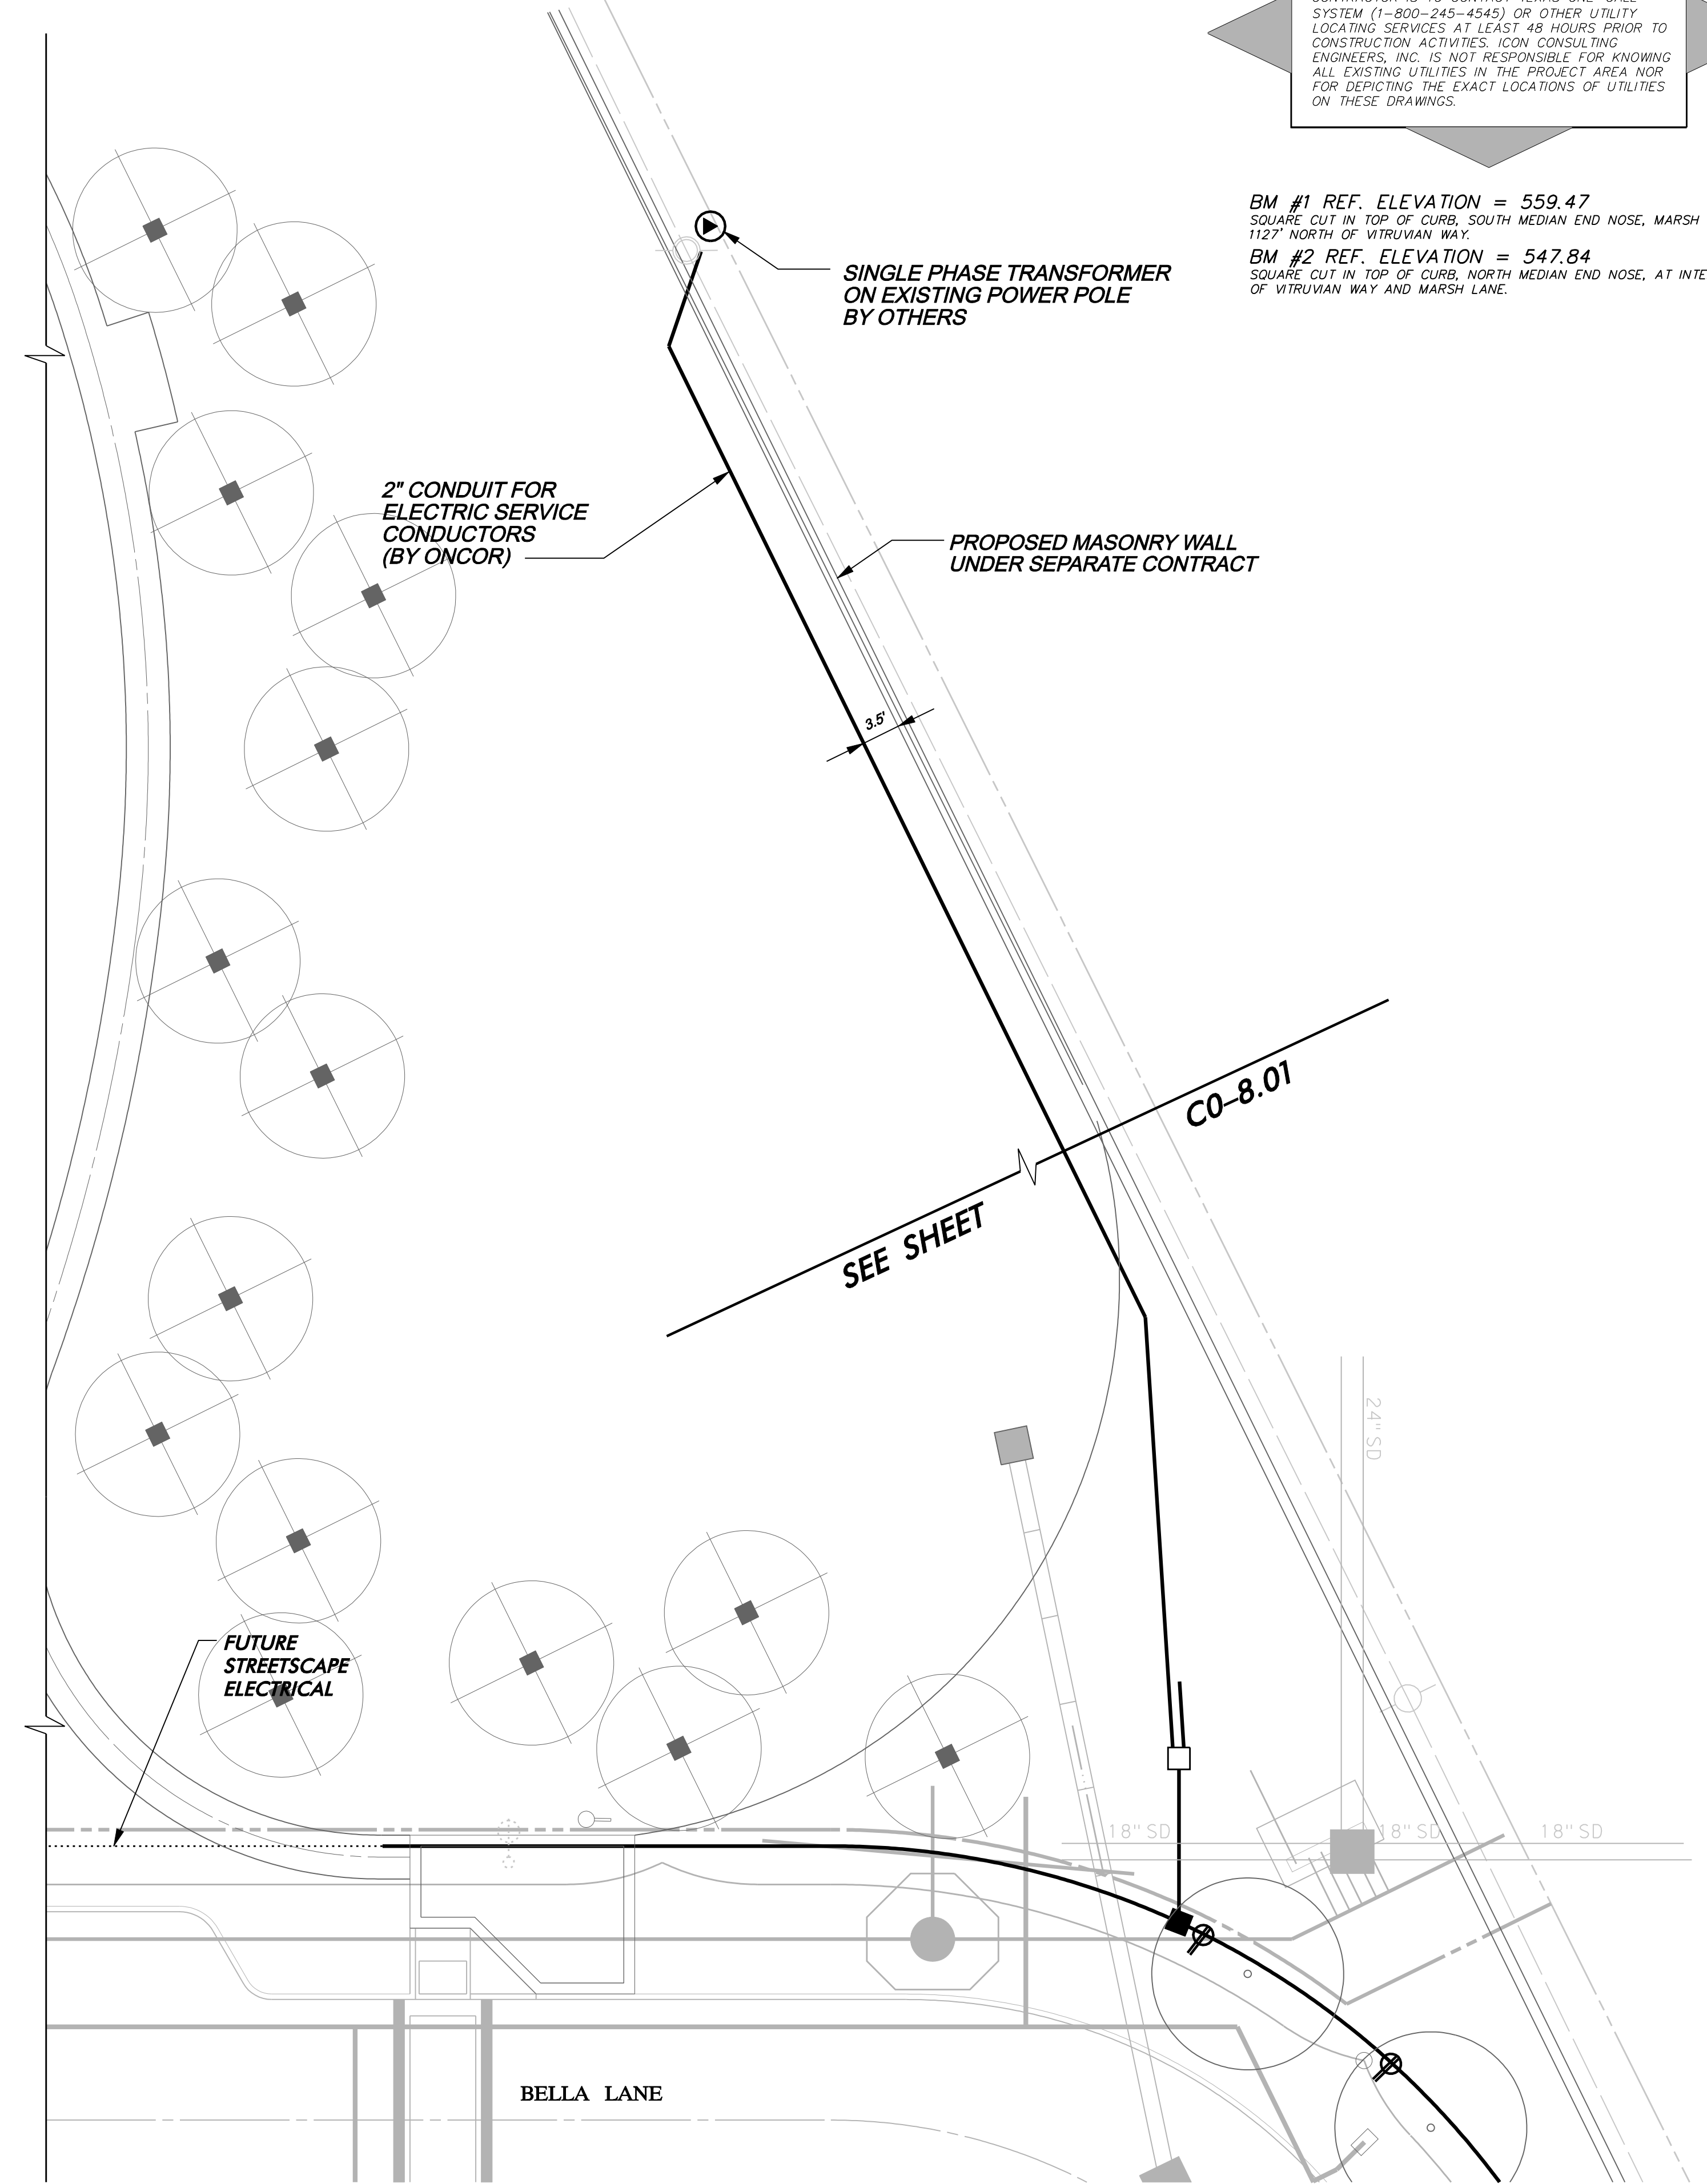 SYSTEM (1-800-245-4545) OR OTHER UTILITY
LOCATING SERVICES AT LEAST 48 HOURS PRIOR TO
CONSTRUCTION ACTIVITIES. ICON CONSULTING
ENGINEERS, INC. IS NOT RESPONSIBLE FOR KNOWING
ALL EXISTING UTILITIES IN THE PROJECT AREA NOR
FOR DEPICTING THE EXACT LOCATIONS OF UTILITIES
ON THESE DRAWINGS.
BM #1 REF. ELEVATION = 559.47
SQUARE CUT IN TOP OF CURB, SOUTH MEDIAN END NOSE, MARSH
1127' NORTH OF VITRUVIAN WAY.
BM #2 REF. ELEVATION = 547.84
SQUARE CUT IN TOP OF CURB, NORTH MEDIAN END NOSE, AT INTE
OF VITRUVIAN WAY AND MARSH LANE.
SINGLE PHASE TRANSFORMER
ON EXISTING POWER POLE
BY OTHERS
2" CONDUIT FOR
ELECTRIC SERVICE
CONDUCTORS
(BY ONCOR)
PROPOSED MASONRY WALL
UNDER SEPARATE CONTRACT
3.5'
SEE SHEET C0-8.01
24" SD
FUTURE
STREETSCAPE
ELECTRICAL
18" SD
18" SD
18" SD
BELLA LANE